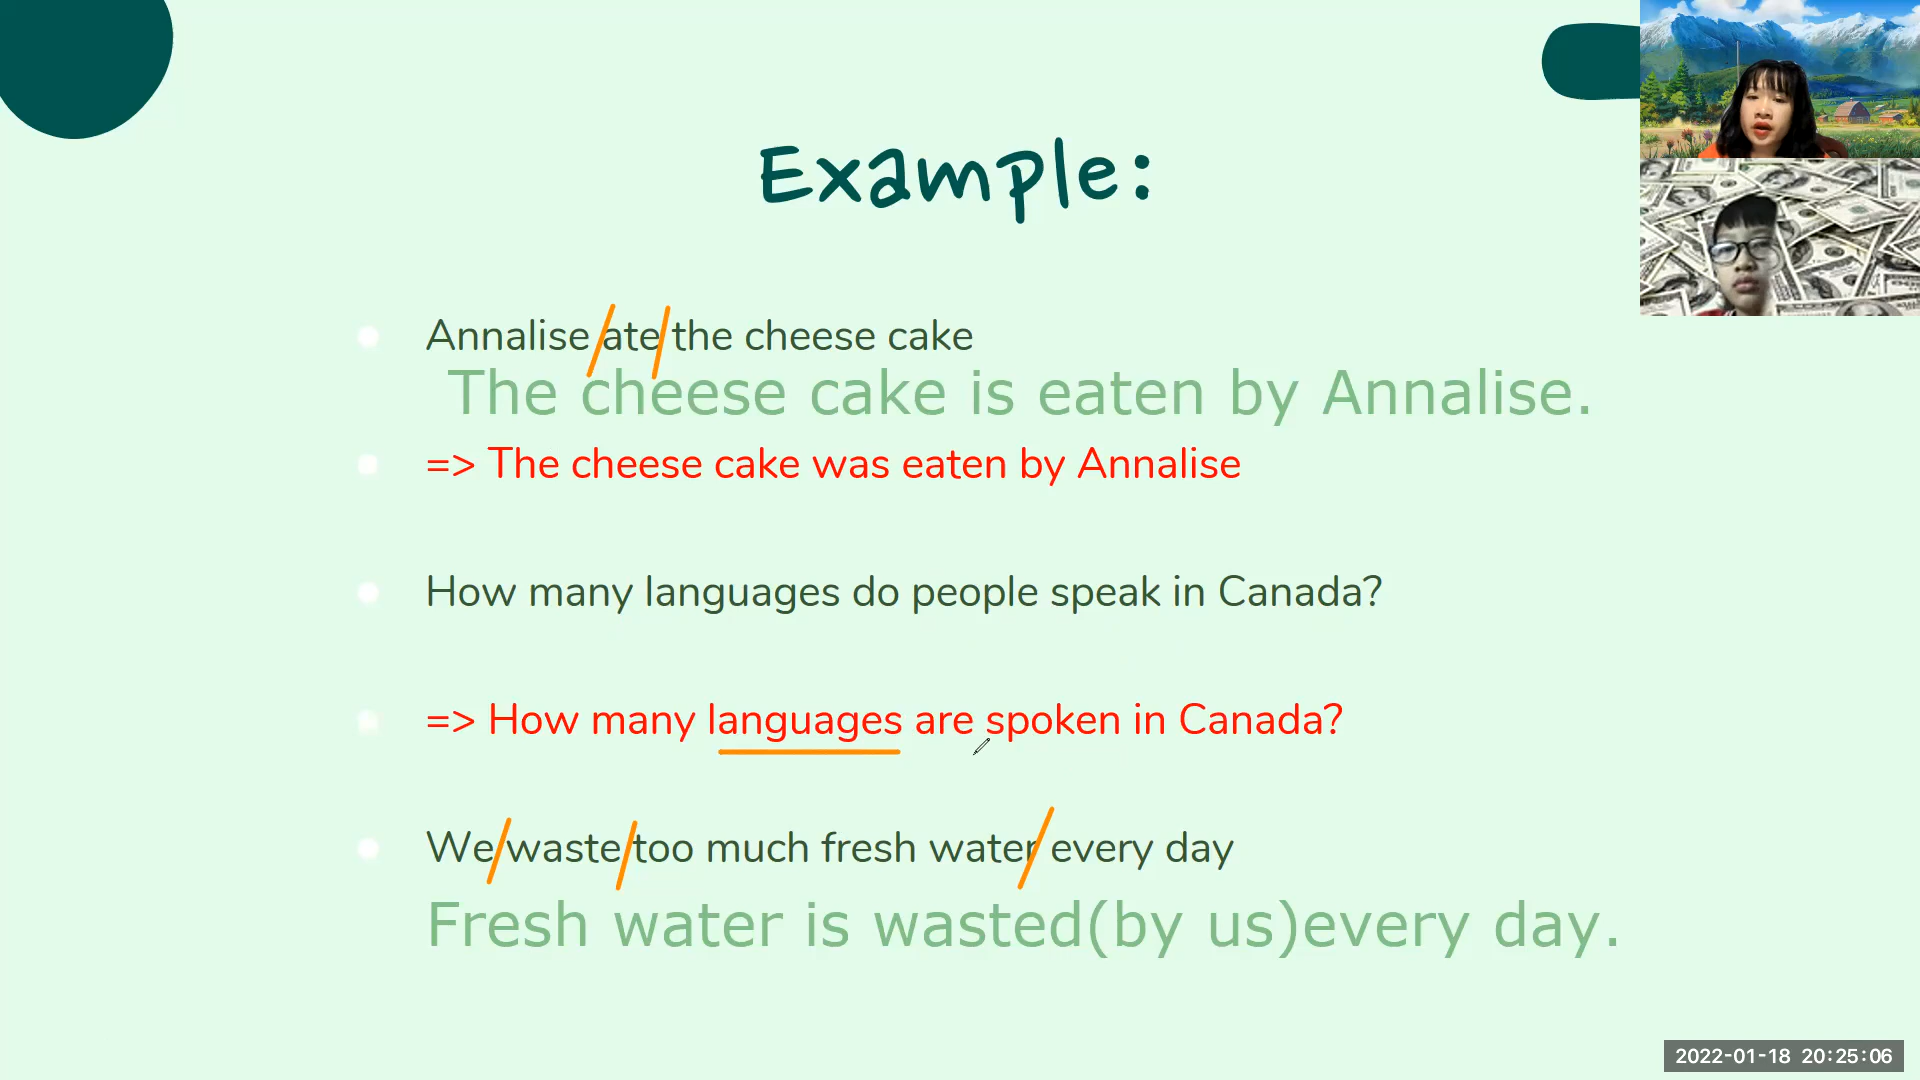 Example:
Annalise ate the cheese cake
The cheese cake is eaten by Annalise.
=> The cheese cake was eaten by Annalise
How many languages do people speak in Canada?
=> How many languages are spoken in Canada?
We waste too much fresh water every day
Fresh water is wasted(by us)every day.
2022-01-18 20:25:06